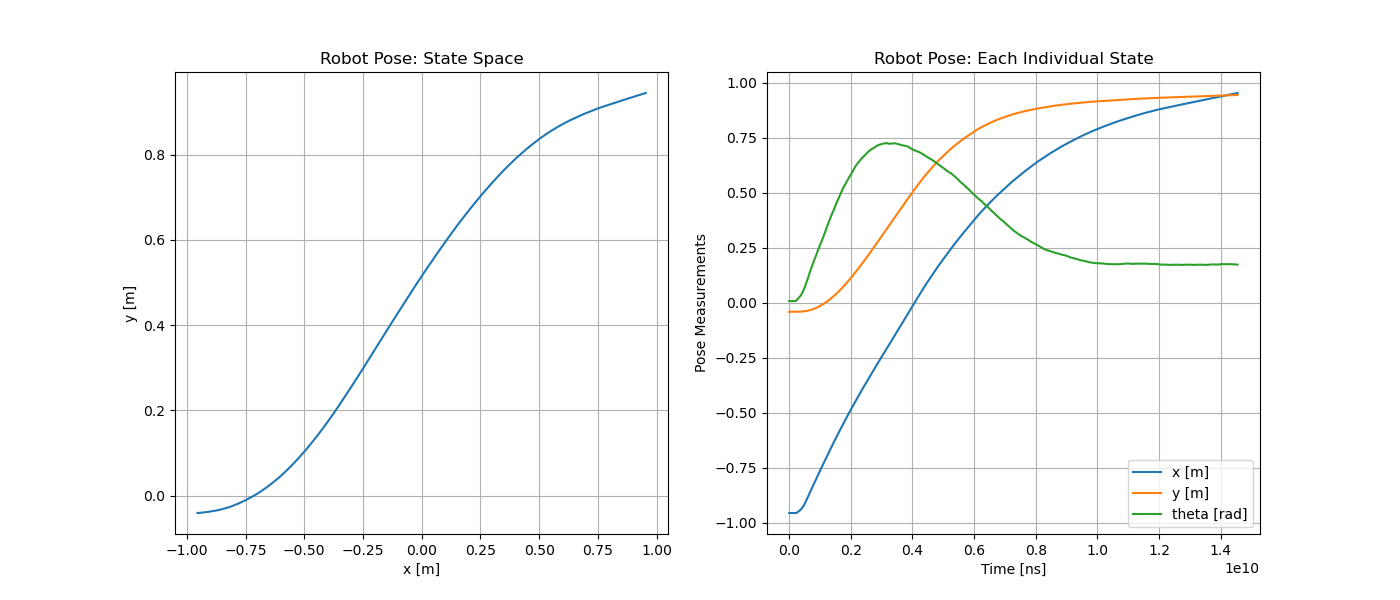 Robot Pose: State Space
y [m]
0.8
0.6
0.4
0.2
0.0
−1.00 −0.75 −0.50 −0.25 0.00 0.25 0.50 0.75 1.00
x [m]
Robot Pose: Each Individual State
Pose Measurements
1.00
0.75
0.50
0.25
0.00
−0.25
−0.50
−0.75
−1.00
x [m]
y [m]
theta [rad]
0.0 0.2 0.4 0.6 0.8 1.0 1.2 1.4
Time [ns]
1e10